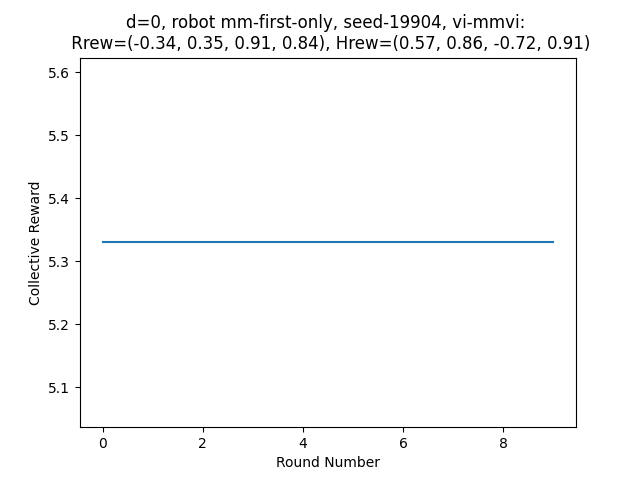 d=0, robot mm-first-only, seed-19904, vi-mmvi:
Rrew=(-0.34, 0.35, 0.91, 0.84), Hrew=(0.57, 0.86, -0.72, 0.91)
5.6
5.5
5.4
5.3
5.2
5.1
Collective Reward
0
2
4
6
8
Round Number